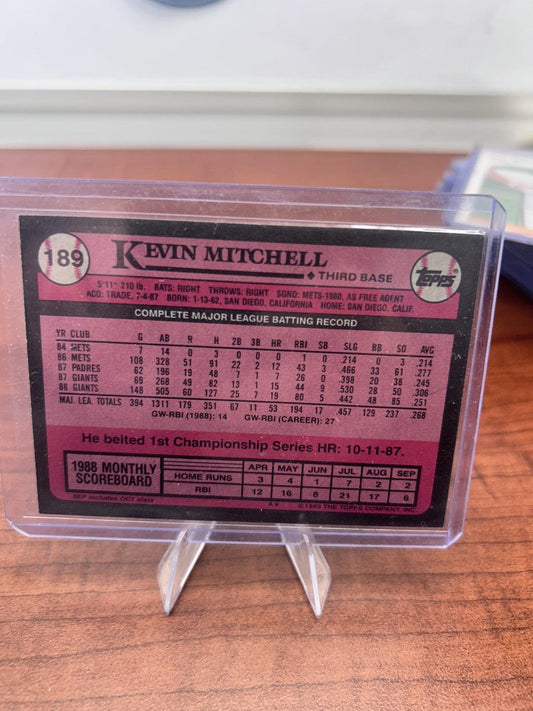 189
KEVIN MITCHELL
THIRD BASE
TOPPS
5'11" 210 lb. BATS: RIGHT THROWS: RIGHT SGND: METS-1980, AS FREE AGENT
ACQ: TRADE, 7-4-87 BORN: 1-13-62, SAN DIEGO, CALIFORNIA HOME: SAN DIEGO, CALIF.
COMPLETE MAJOR LEAGUE BATTING RECORD
YR CLUB G AB R H 2B 3B HR RBI SB SLG BB SO AVG
84 METS 7 14 0 3 0 0 0 1 0 .214 0 3 .214
86 METS 108 328 51 91 22 2 12 43 3 .466 33 61 .277
87 PADRES 62 196 19 48 7 1 7 26 0 .398 20 38 .245
87 GIANTS 69 268 49 82 13 1 15 44 9 .530 28 50 .306
88 GIANTS 148 505 60 127 25 7 19 80 5 .442 48 85 .251
MAJ. LEA. TOTALS 394 1311 179 351 67 11 53 194 17 .457 129 237 .268
GW-RBI (1988): 14 GW-RBI (CAREER): 27
He belted 1st Championship Series HR: 10-11-87.
1988 MONTHLY SCOREBOARD
APR MAY JUN JUL AUG SEP
HOME RUNS 3 4 1 7 2 2
RBI 12 16 8 21 17 6
SEP includes OCT stats
A★ © 1989 THE TOPPS COMPANY, INC.